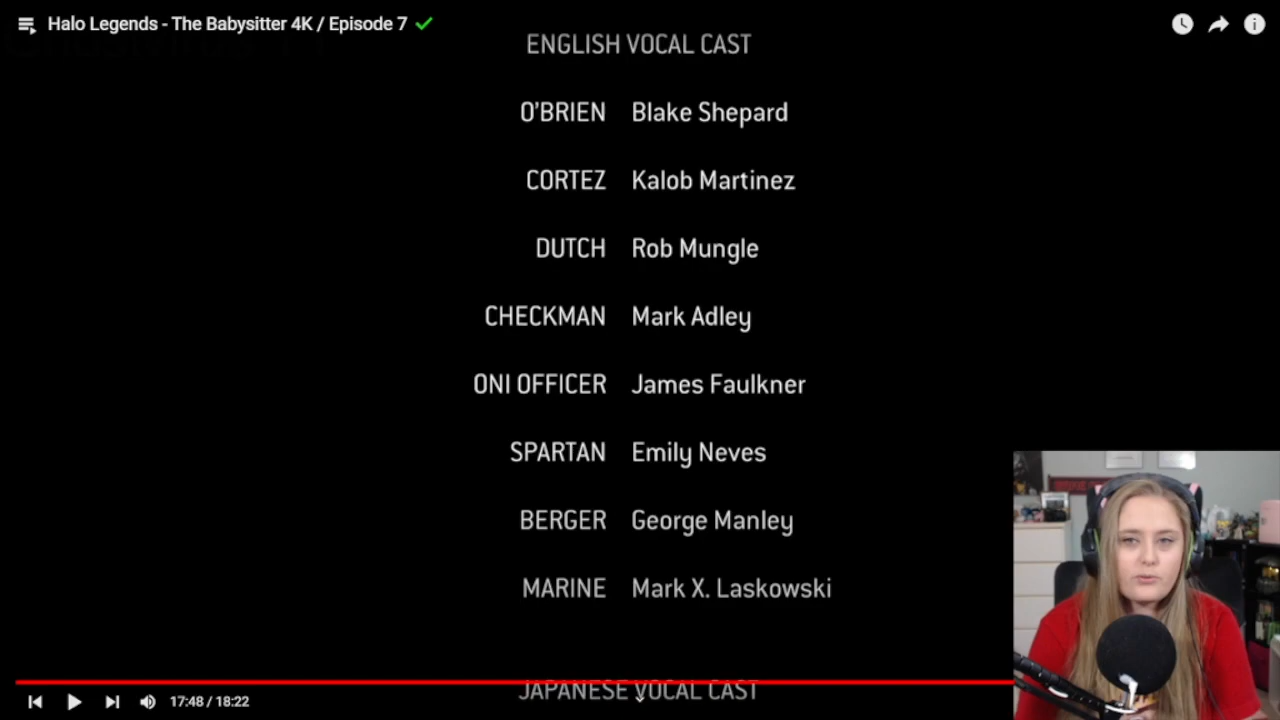 Halo Legends - The Babysitter 4K / Episode 7
ENGLISH VOCAL CAST
O'BRIEN Blake Shepard
CORTEZ Kalob Martinez
DUTCH Rob Mungle
CHECKMAN Mark Adley
ONI OFFICER James Faulkner
SPARTAN Emily Neves
BERGER George Manley
MARINE Mark X. Laskowski
JAPANESE VOCAL CAST
17:48 / 18:22